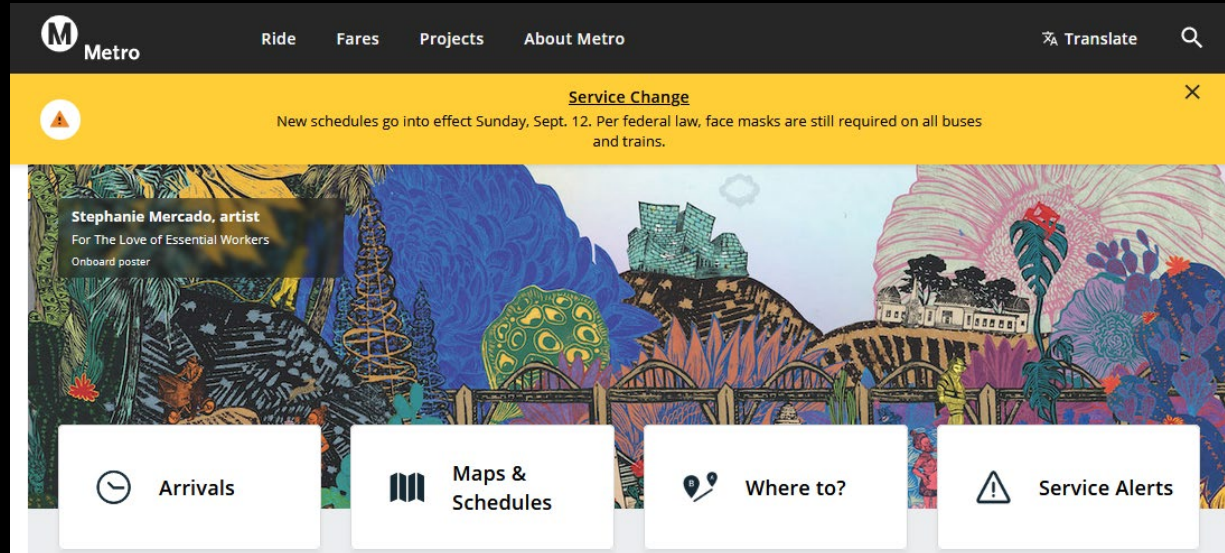 M Metro
Ride Fares Projects About Metro Translate
Service Change
New schedules go into effect Sunday, Sept. 12. Per federal law, face masks are still required on all buses
and trains.
Stephanie Mercado, artist
For The Love of Essential Workers
Onboard poster
Arrivals
Maps &
Schedules
Where to?
Service Alerts